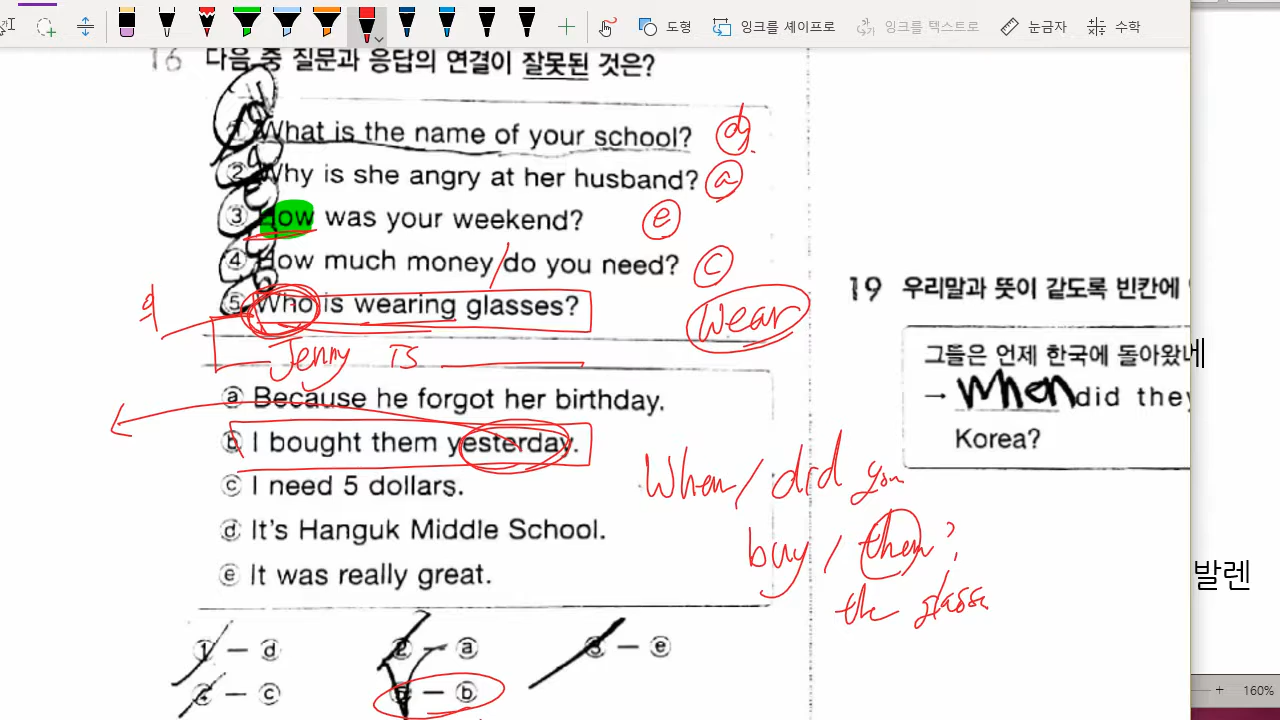 도형 잉크를 셰이프로 잉크를 텍스트로 눈금자 수학
16 다음 중 질문과 응답의 연결이 잘못된 것은?
① What is the name of your school? ⓓ
② Why is she angry at her husband? ⓐ
③ How was your weekend? ⓔ
④ How much money / do you need? ⓒ
⑤ Who is wearing glasses? wear
Jenny is
ⓐ Because he forgot her birthday.
ⓑ I bought them yesterday.
ⓒ I need 5 dollars.
ⓓ It's Hanguk Middle School.
ⓔ It was really great.
When / did you
buy / them?
the
① – ⓓ ② – ⓐ ③ – ⓔ
④ – ⓒ ⑤ – ⓑ
19 우리말과 뜻이 같도록 빈칸에
그들은 언제 한국에 돌아왔니
→ When did they
Korea?
발렌
160%